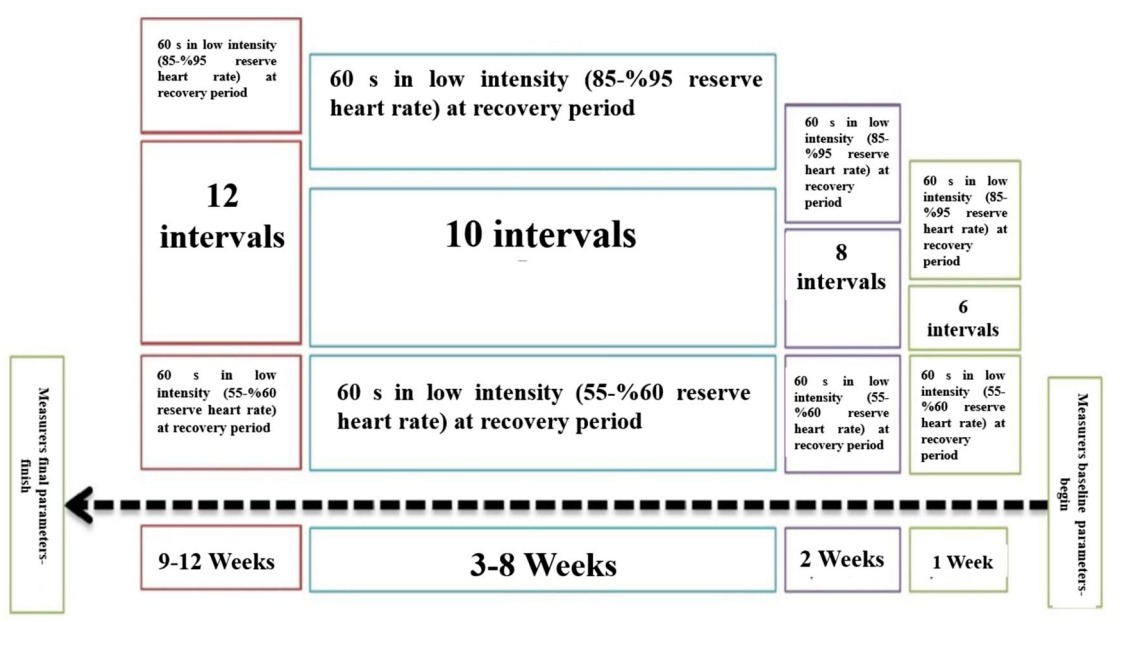 60 s in low intensity
(85-%95 reserve
heart rate) at
recovery period
12
intervals
60 s in low
intensity (55-%60
reserve heart rate)
at recovery period
9-12 Weeks
60 s in low intensity (85-%95 reserve
heart rate) at recovery period
10 intervals
60 s in low intensity (55-%60 reserve
heart rate) at recovery period
3-8 Weeks
60 s in low
intensity (85-
%95 reserve
heart rate) at
recovery
period
8
intervals
60 s in low
intensity (55-
%60 reserve
heart rate) at
recovery period
2 Weeks
60 s in low
intensity (85-
%95 reserve
heart rate) at
recovery
period
6
intervals
60 s in low
intensity (55-
%60 reserve
heart rate) at
recovery
period
1 Week
Measurers final parameters-
finish
Measurers baseline parameters-
begin